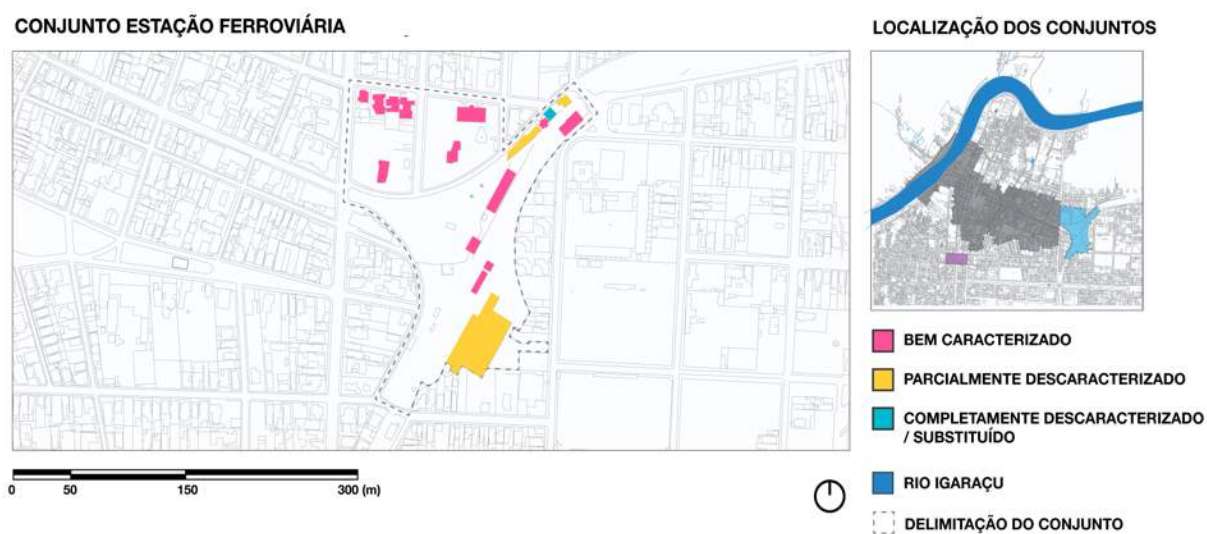 CONJUNTO ESTAÇÃO FERROVIÁRIA
LOCALIZAÇÃO DOS CONJUNTOS
BEM CARACTERIZADO
PARCIALMENTE DESCARACTERIZADO
COMPLETAMENTE DESCARACTERIZADO
/ SUBSTITUÍDO
RIO IGARAÇU
DELIMITAÇÃO DO CONJUNTO
0 50 150 300 (m)